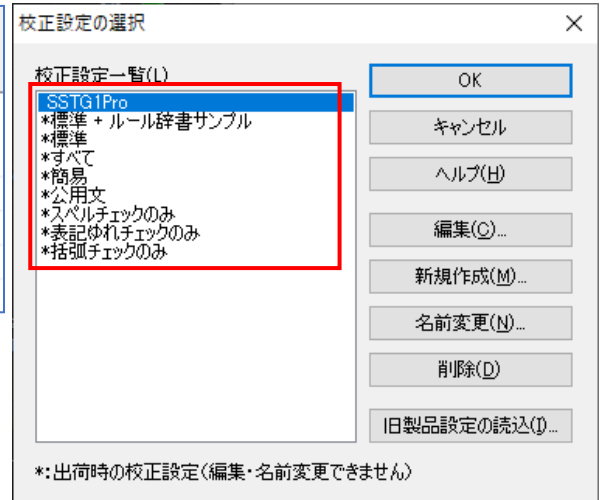 校正設定の選択
校正設定一覧(L)
SSTG1Pro
*標準 + ルール辞書サンプル
*標準
*すべて
*簡易
*公用文
*スペルチェックのみ
*表記ゆれチェックのみ
*括弧チェックのみ
OK
キャンセル
ヘルプ(H)
編集(C)...
新規作成(M)...
名前変更(N)...
削除(D)
旧製品設定の読込(I)...
*:出荷時の校正設定(編集・名前変更できません)